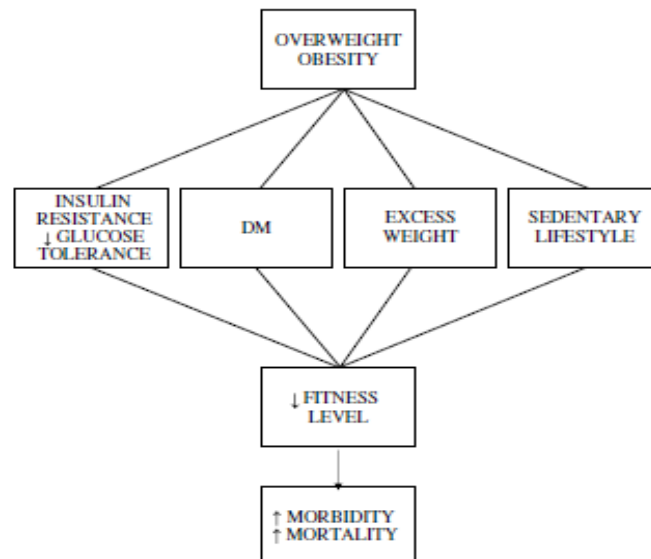 OVERWEIGHT
OBESITY
INSULIN
RESISTANCE
↓ GLUCOSE
TOLERANCE
DM
EXCESS
WEIGHT
SEDENTARY
LIFESTYLE
↓ FITNESS
LEVEL
↑ MORBIDITY
↑ MORTALITY